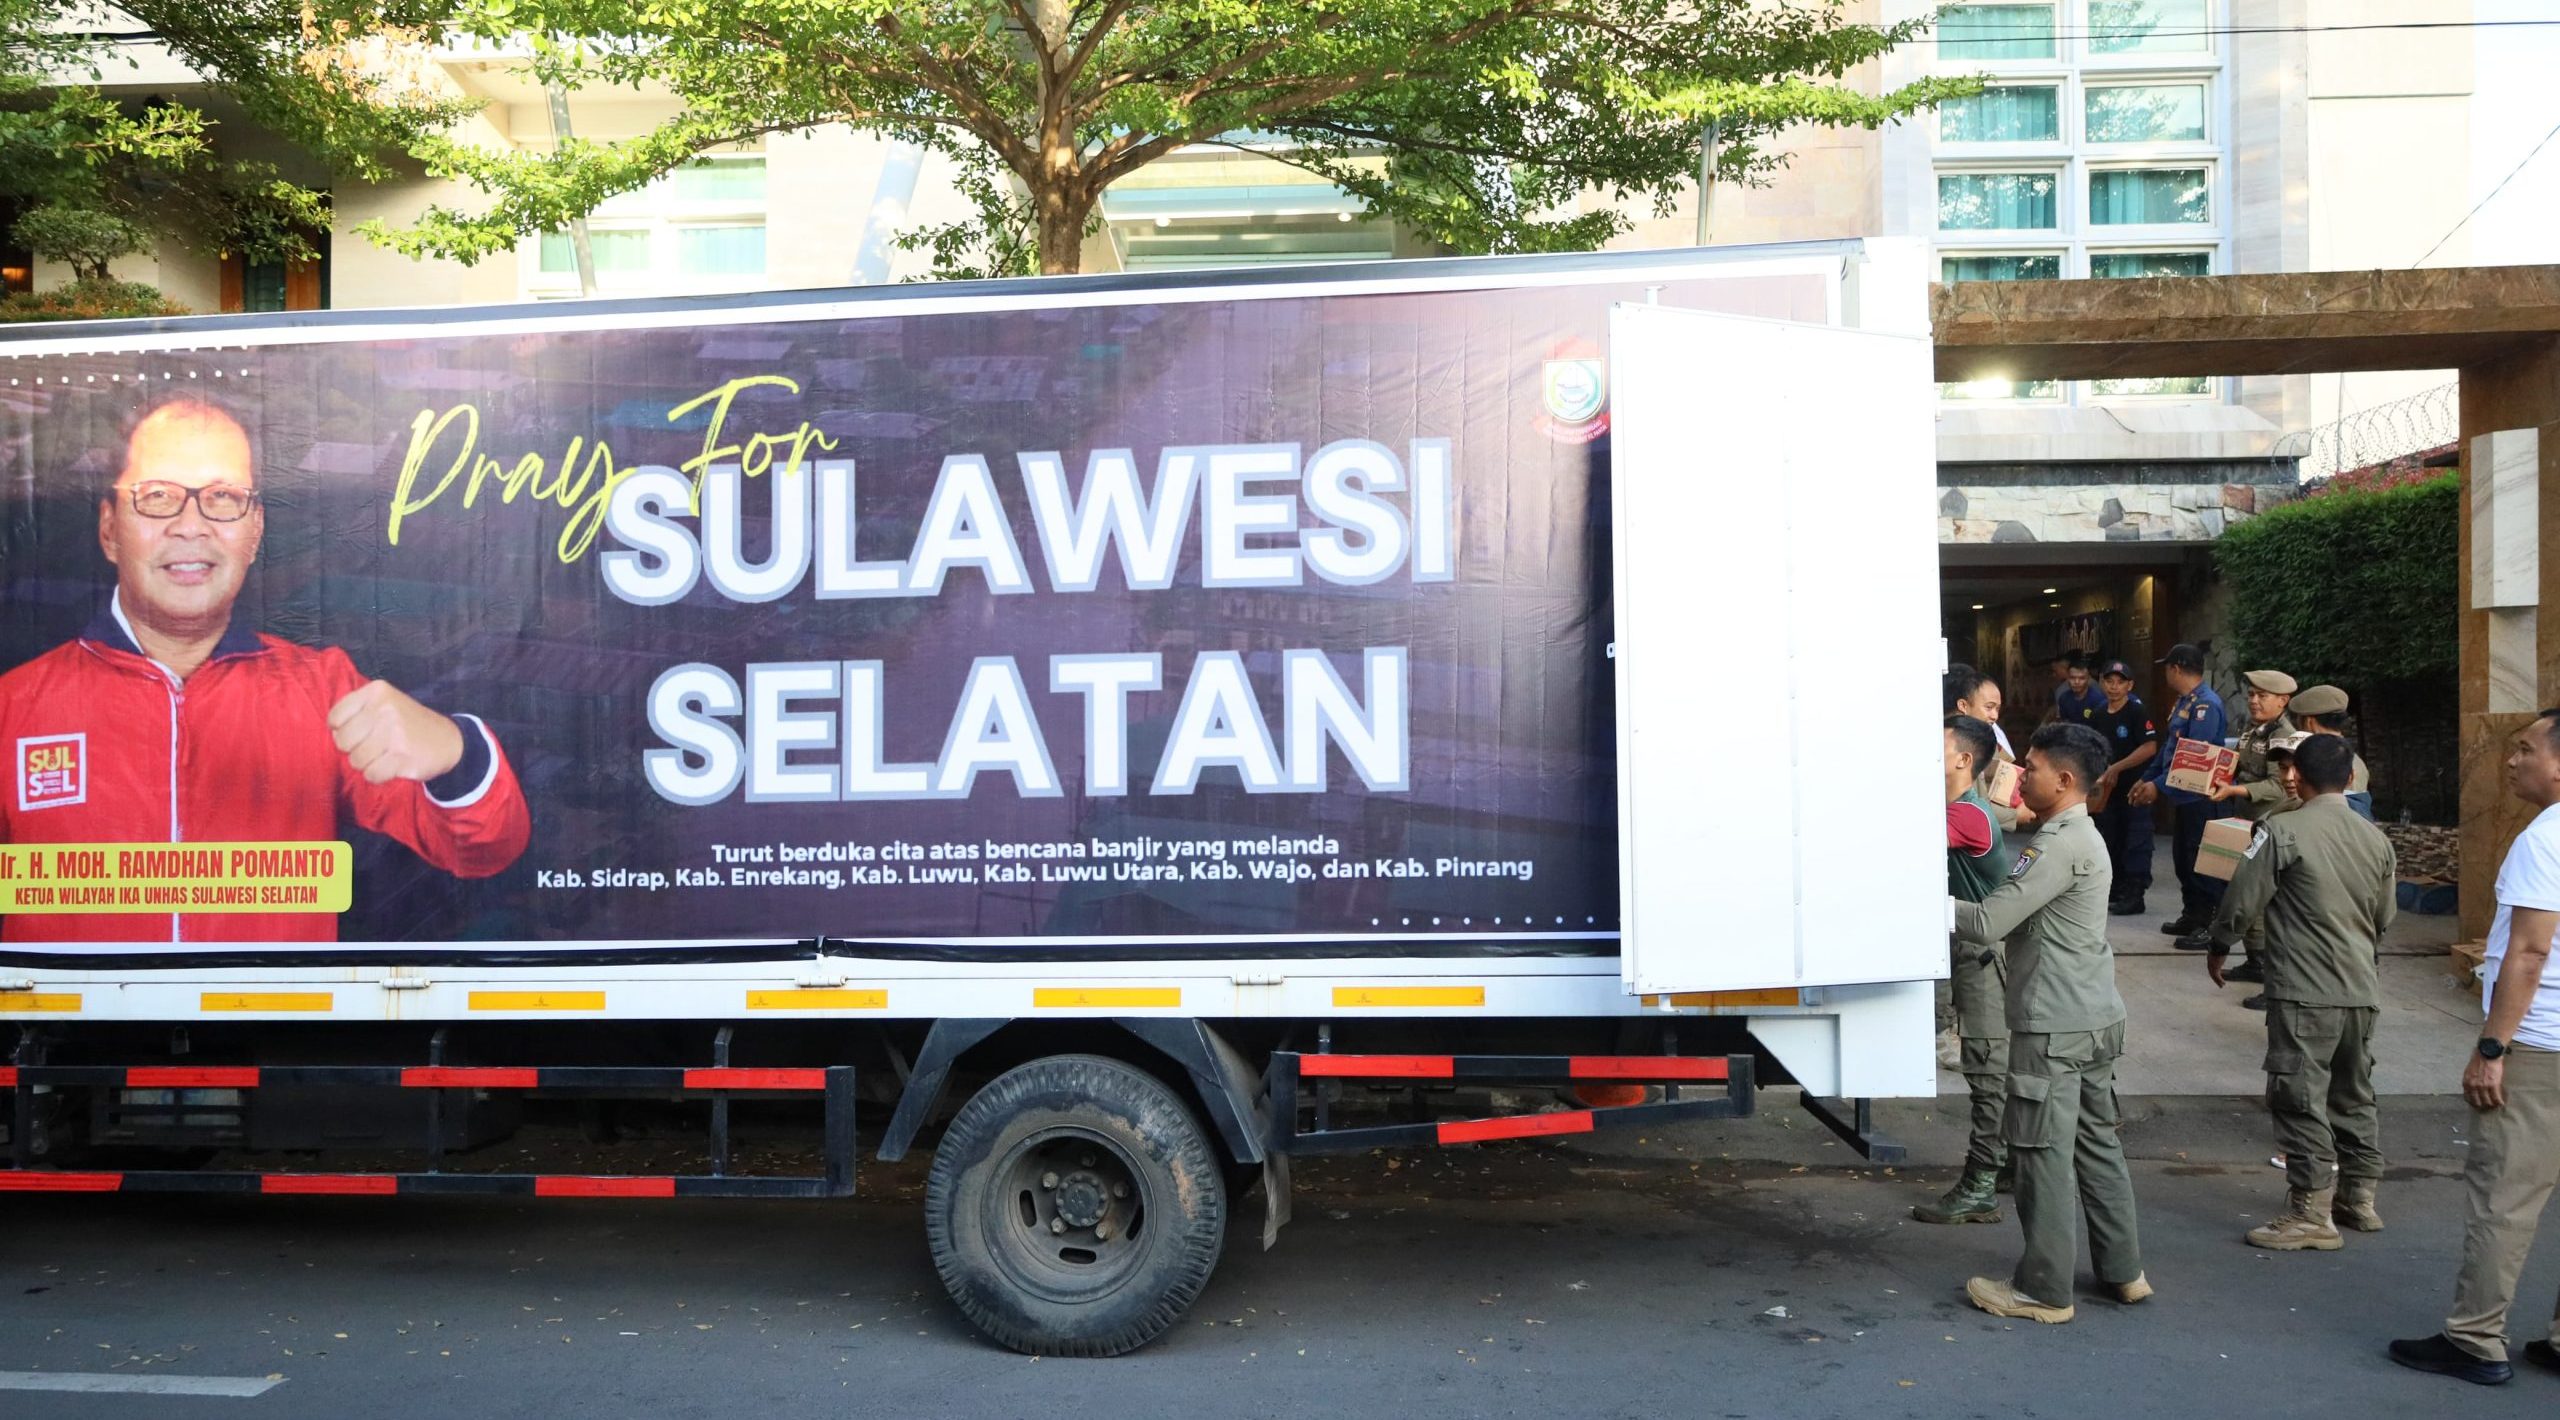 Pray For
SULAWESI
SELATAN
Turut berduka cita atas bencana banjir yang melanda
Kab. Sidrap, Kab. Enrekang, Kab. Luwu, Kab. Luwu Utara, Kab. Wajo, dan Kab. Pinrang
SUL
SEL
Ir. H. MOH. RAMDHAN POMANTO
KETUA WILAYAH IKA UNHAS SULAWESI SELATAN